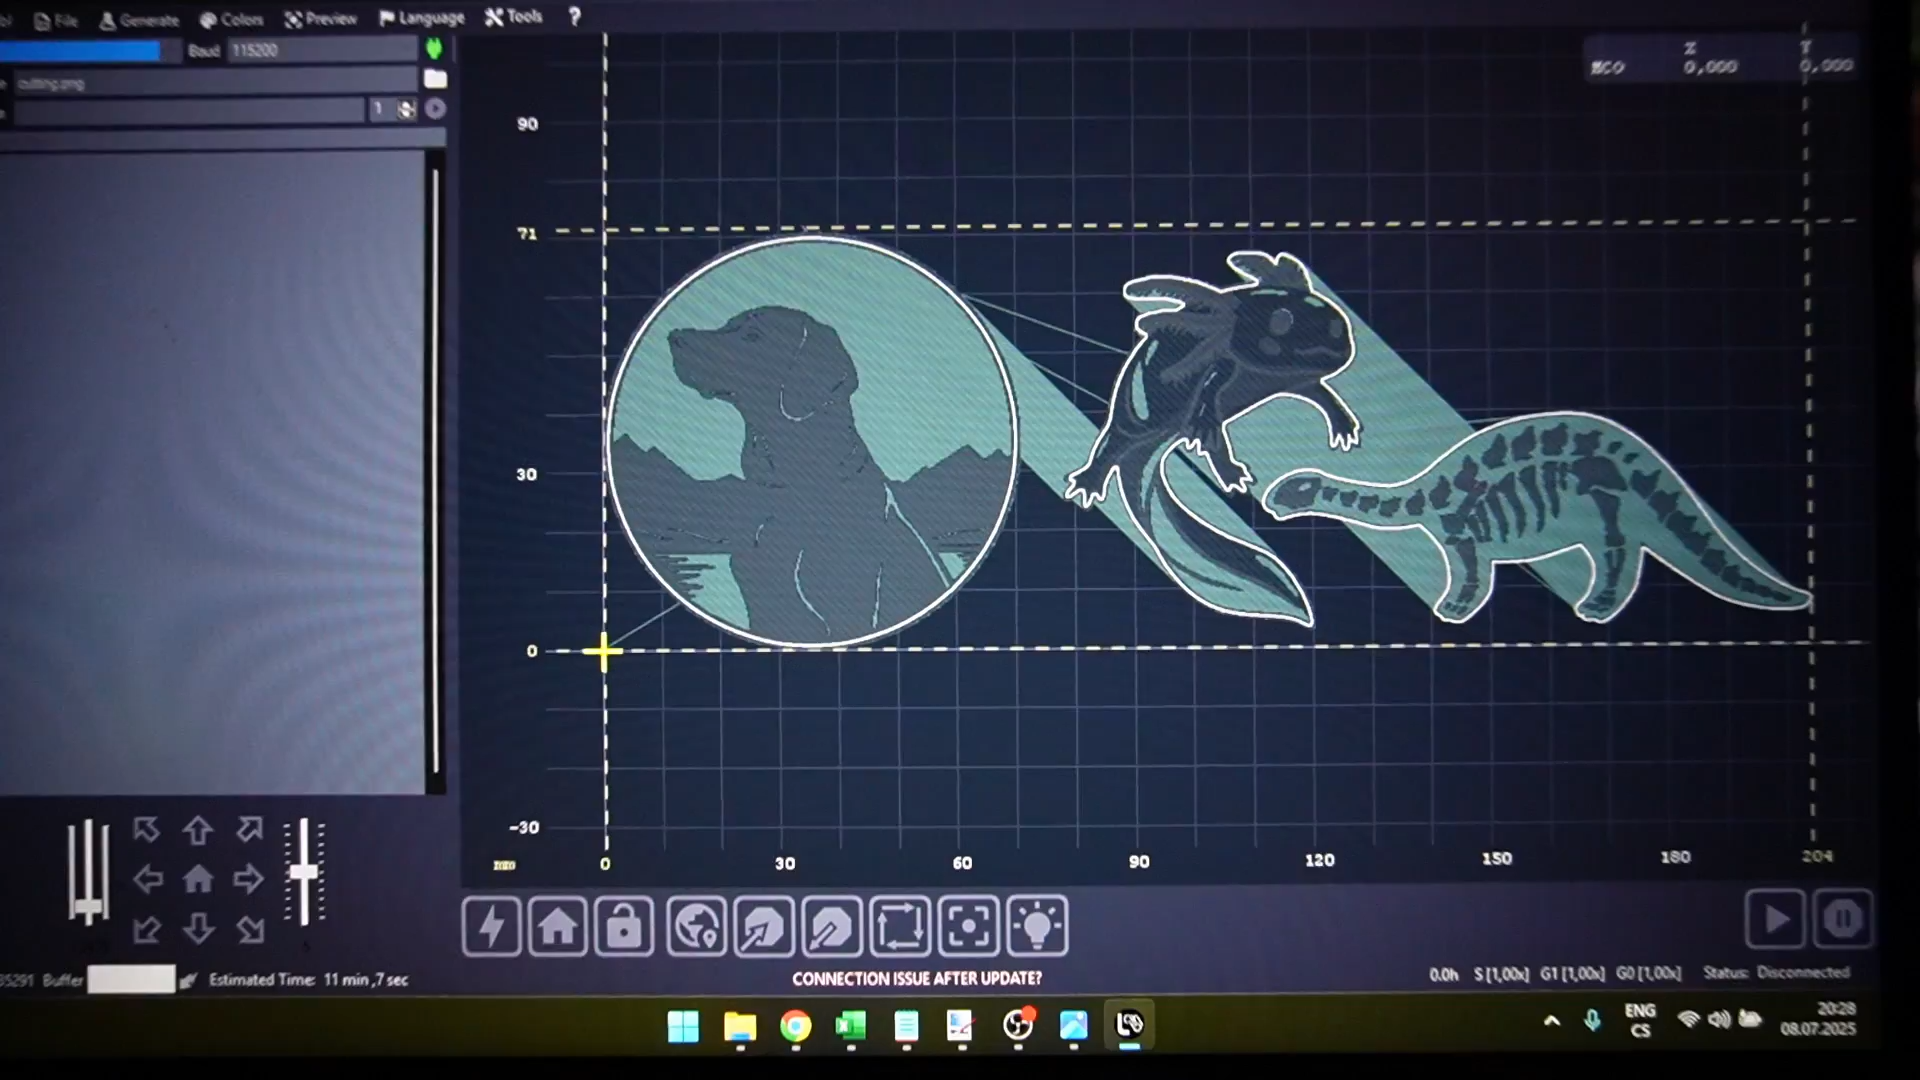 File Generate Colors Preview Language Tools ?
Baud 115200
cutting.png
1
Z Y
MCO 0,000 0,000
90
71
30
0
-30
mm 0 30 60 90 120 150 180 204
Buffer Estimated Time: 11 min ,7 sec
CONNECTION ISSUE AFTER UPDATE?
0.0h S [1,00x] G1 [1,00x] G0 [1,00x] Status: Disconnected
ENG
CS
20:28
08.07.2025